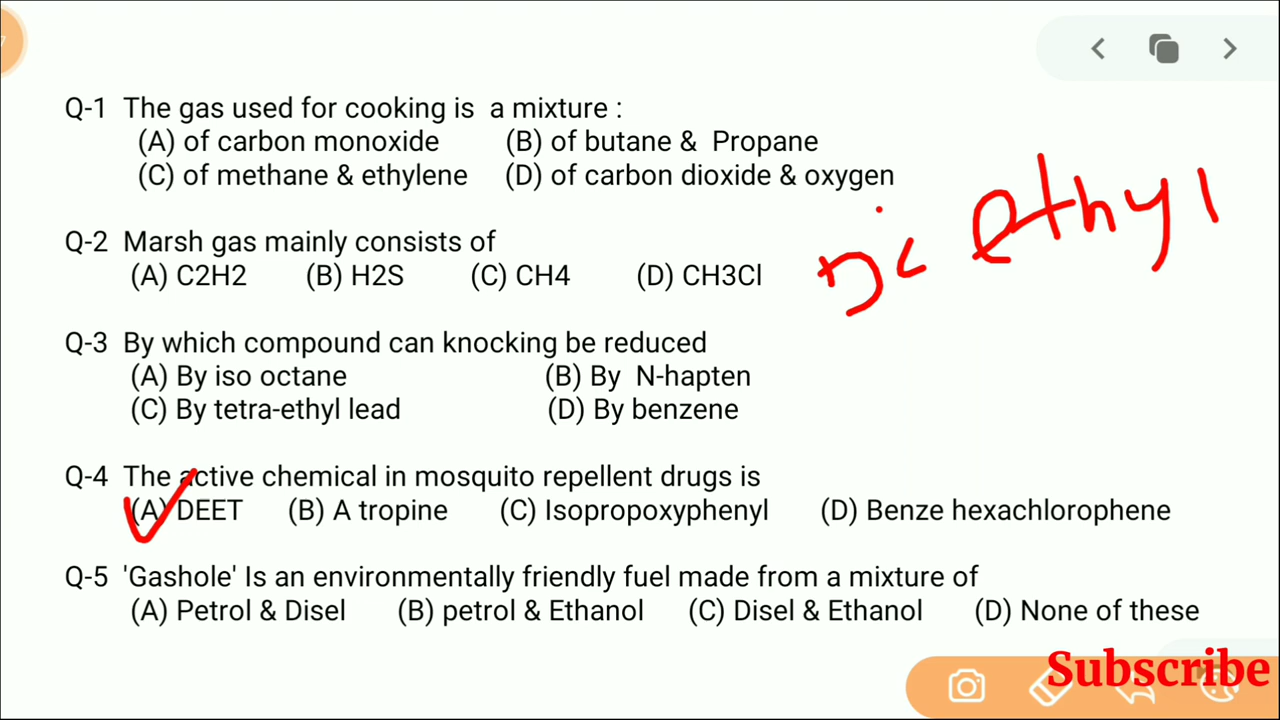 Q-1 The gas used for cooking is a mixture :
(A) of carbon monoxide (B) of butane & Propane
(C) of methane & ethylene (D) of carbon dioxide & oxygen
Di ethyl
Q-2 Marsh gas mainly consists of
(A) C2H2 (B) H2S (C) CH4 (D) CH3Cl
Q-3 By which compound can knocking be reduced
(A) By iso octane (B) By N-hapten
(C) By tetra-ethyl lead (D) By benzene
Q-4 The active chemical in mosquito repellent drugs is
(A) DEET (B) A tropine (C) Isopropoxyphenyl (D) Benze hexachlorophene
Q-5 'Gashole' Is an environmentally friendly fuel made from a mixture of
(A) Petrol & Disel (B) petrol & Ethanol (C) Disel & Ethanol (D) None of these
Subscribe